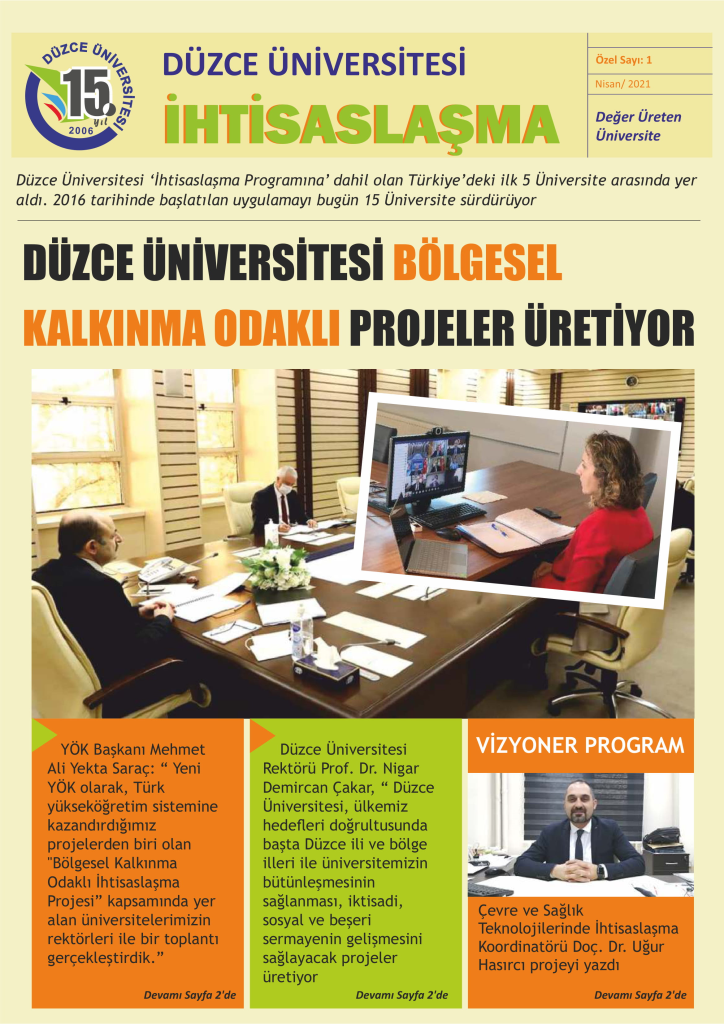 DÜZCE ÜNİVERSİTESİ
15.
Yıl
2006
DÜZCE ÜNİVERSİTESİ
İHTİSASLAŞMA
Özel Sayı: 1
Nisan/ 2021
Değer Üreten
Üniversite
Düzce Üniversitesi ‘İhtisaslaşma Programına’ dahil olan Türkiye’deki ilk 5 Üniversite arasında yer
aldı. 2016 tarihinde başlatılan uygulamayı bugün 15 Üniversite sürdürüyor
DÜZCE ÜNİVERSİTESİ BÖLGESEL
KALKINMA ODAKLI PROJELER ÜRETİYOR
YÖK Başkanı Mehmet
Ali Yekta Saraç: “ Yeni
YÖK olarak, Türk
yükseköğretim sistemine
kazandırdığımız
projelerden biri olan
"Bölgesel Kalkınma
Odaklı İhtisaslaşma
Projesi” kapsamında yer
alan üniversitelerimizin
rektörleri ile bir toplantı
gerçekleştirdik.”
Devamı Sayfa 2'de
Düzce Üniversitesi
Rektörü Prof. Dr. Nigar
Demircan Çakar, “ Düzce
Üniversitesi, ülkemiz
hedefleri doğrultusunda
başta Düzce ili ve bölge
illeri ile üniversitemizin
bütünleşmesinin
sağlanması, iktisadi,
sosyal ve beşeri
sermayenin gelişmesini
sağlayacak projeler
üretiyor
Devamı Sayfa 2'de
VİZYONER PROGRAM
Çevre ve Sağlık
Teknolojilerinde İhtisaslaşma
Koordinatörü Doç. Dr. Uğur
Hasırcı projeyi yazdı
Devamı Sayfa 2'de